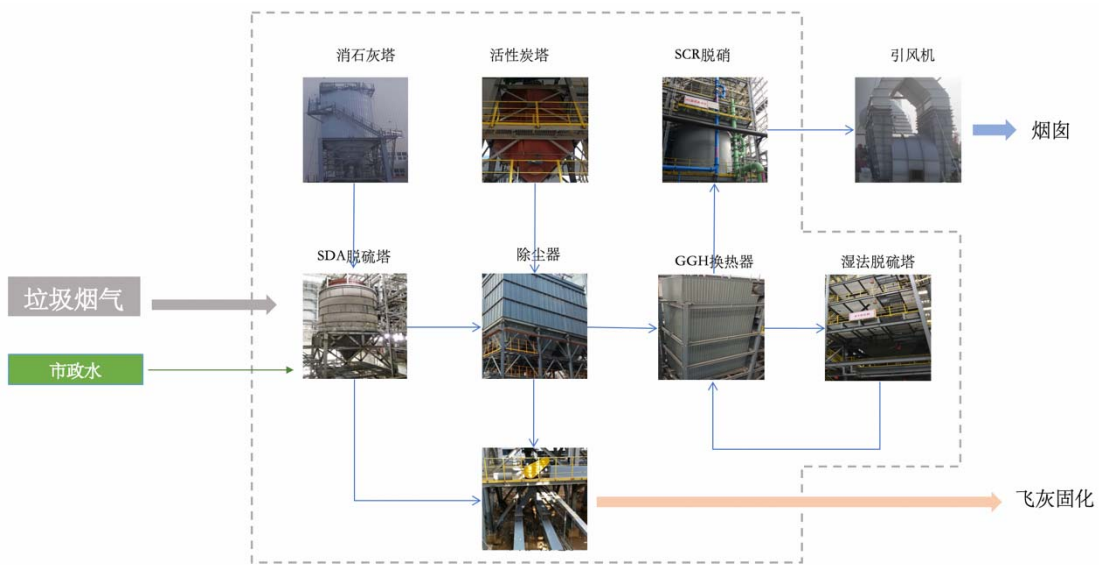 消石灰塔
活性炭塔
SCR脱硝
引风机
烟囱
SDA脱硫塔
除尘器
GGH换热器
湿法脱硫塔
垃圾烟气
市政水
飞灰固化